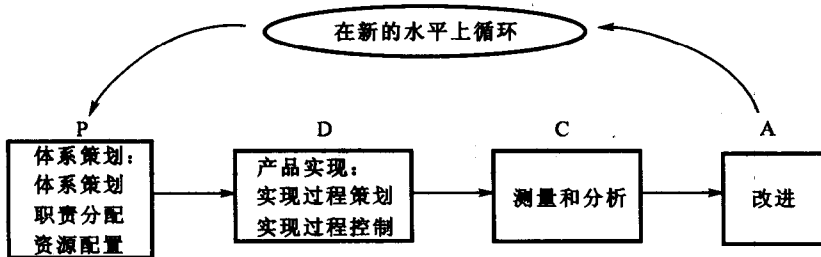 在新的水平上循环
P
D
C
A
体系策划：
体系策划
职责分配
资源配置
产品实现：
实现过程策划
实现过程控制
测量和分析
改进